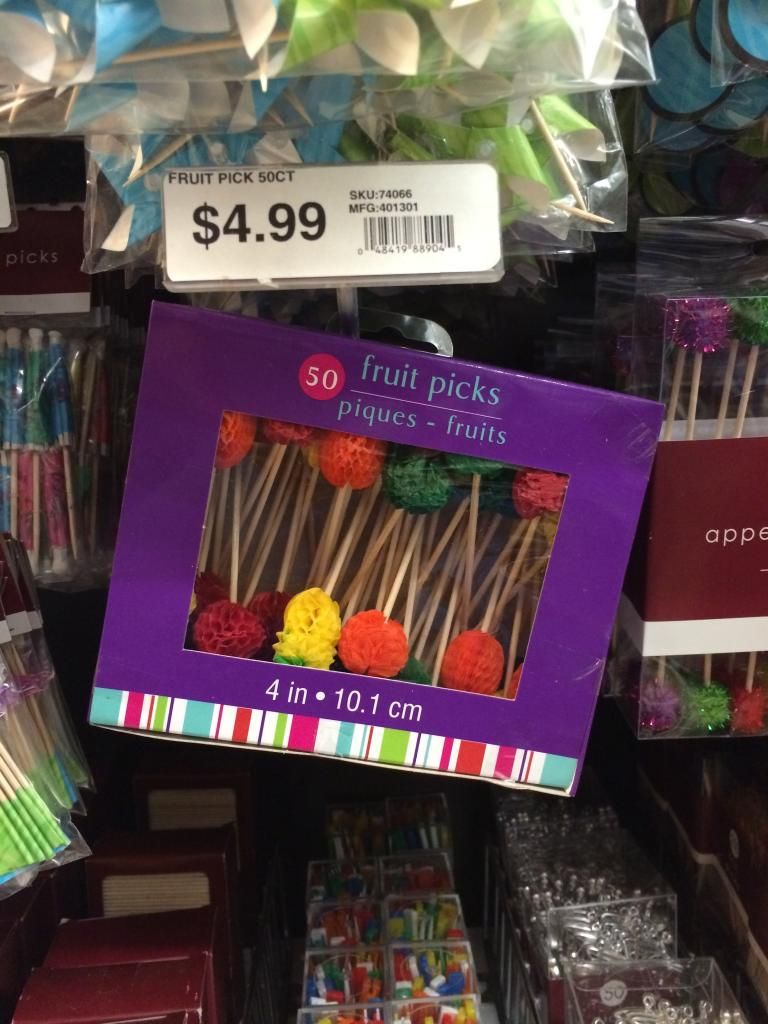 FRUIT PICK 50CT
$4.99
SKU:74066
MFG:401301
0 48419 88904 1
picks
50 fruit picks
piques - fruits
4 in • 10.1 cm
appe
50